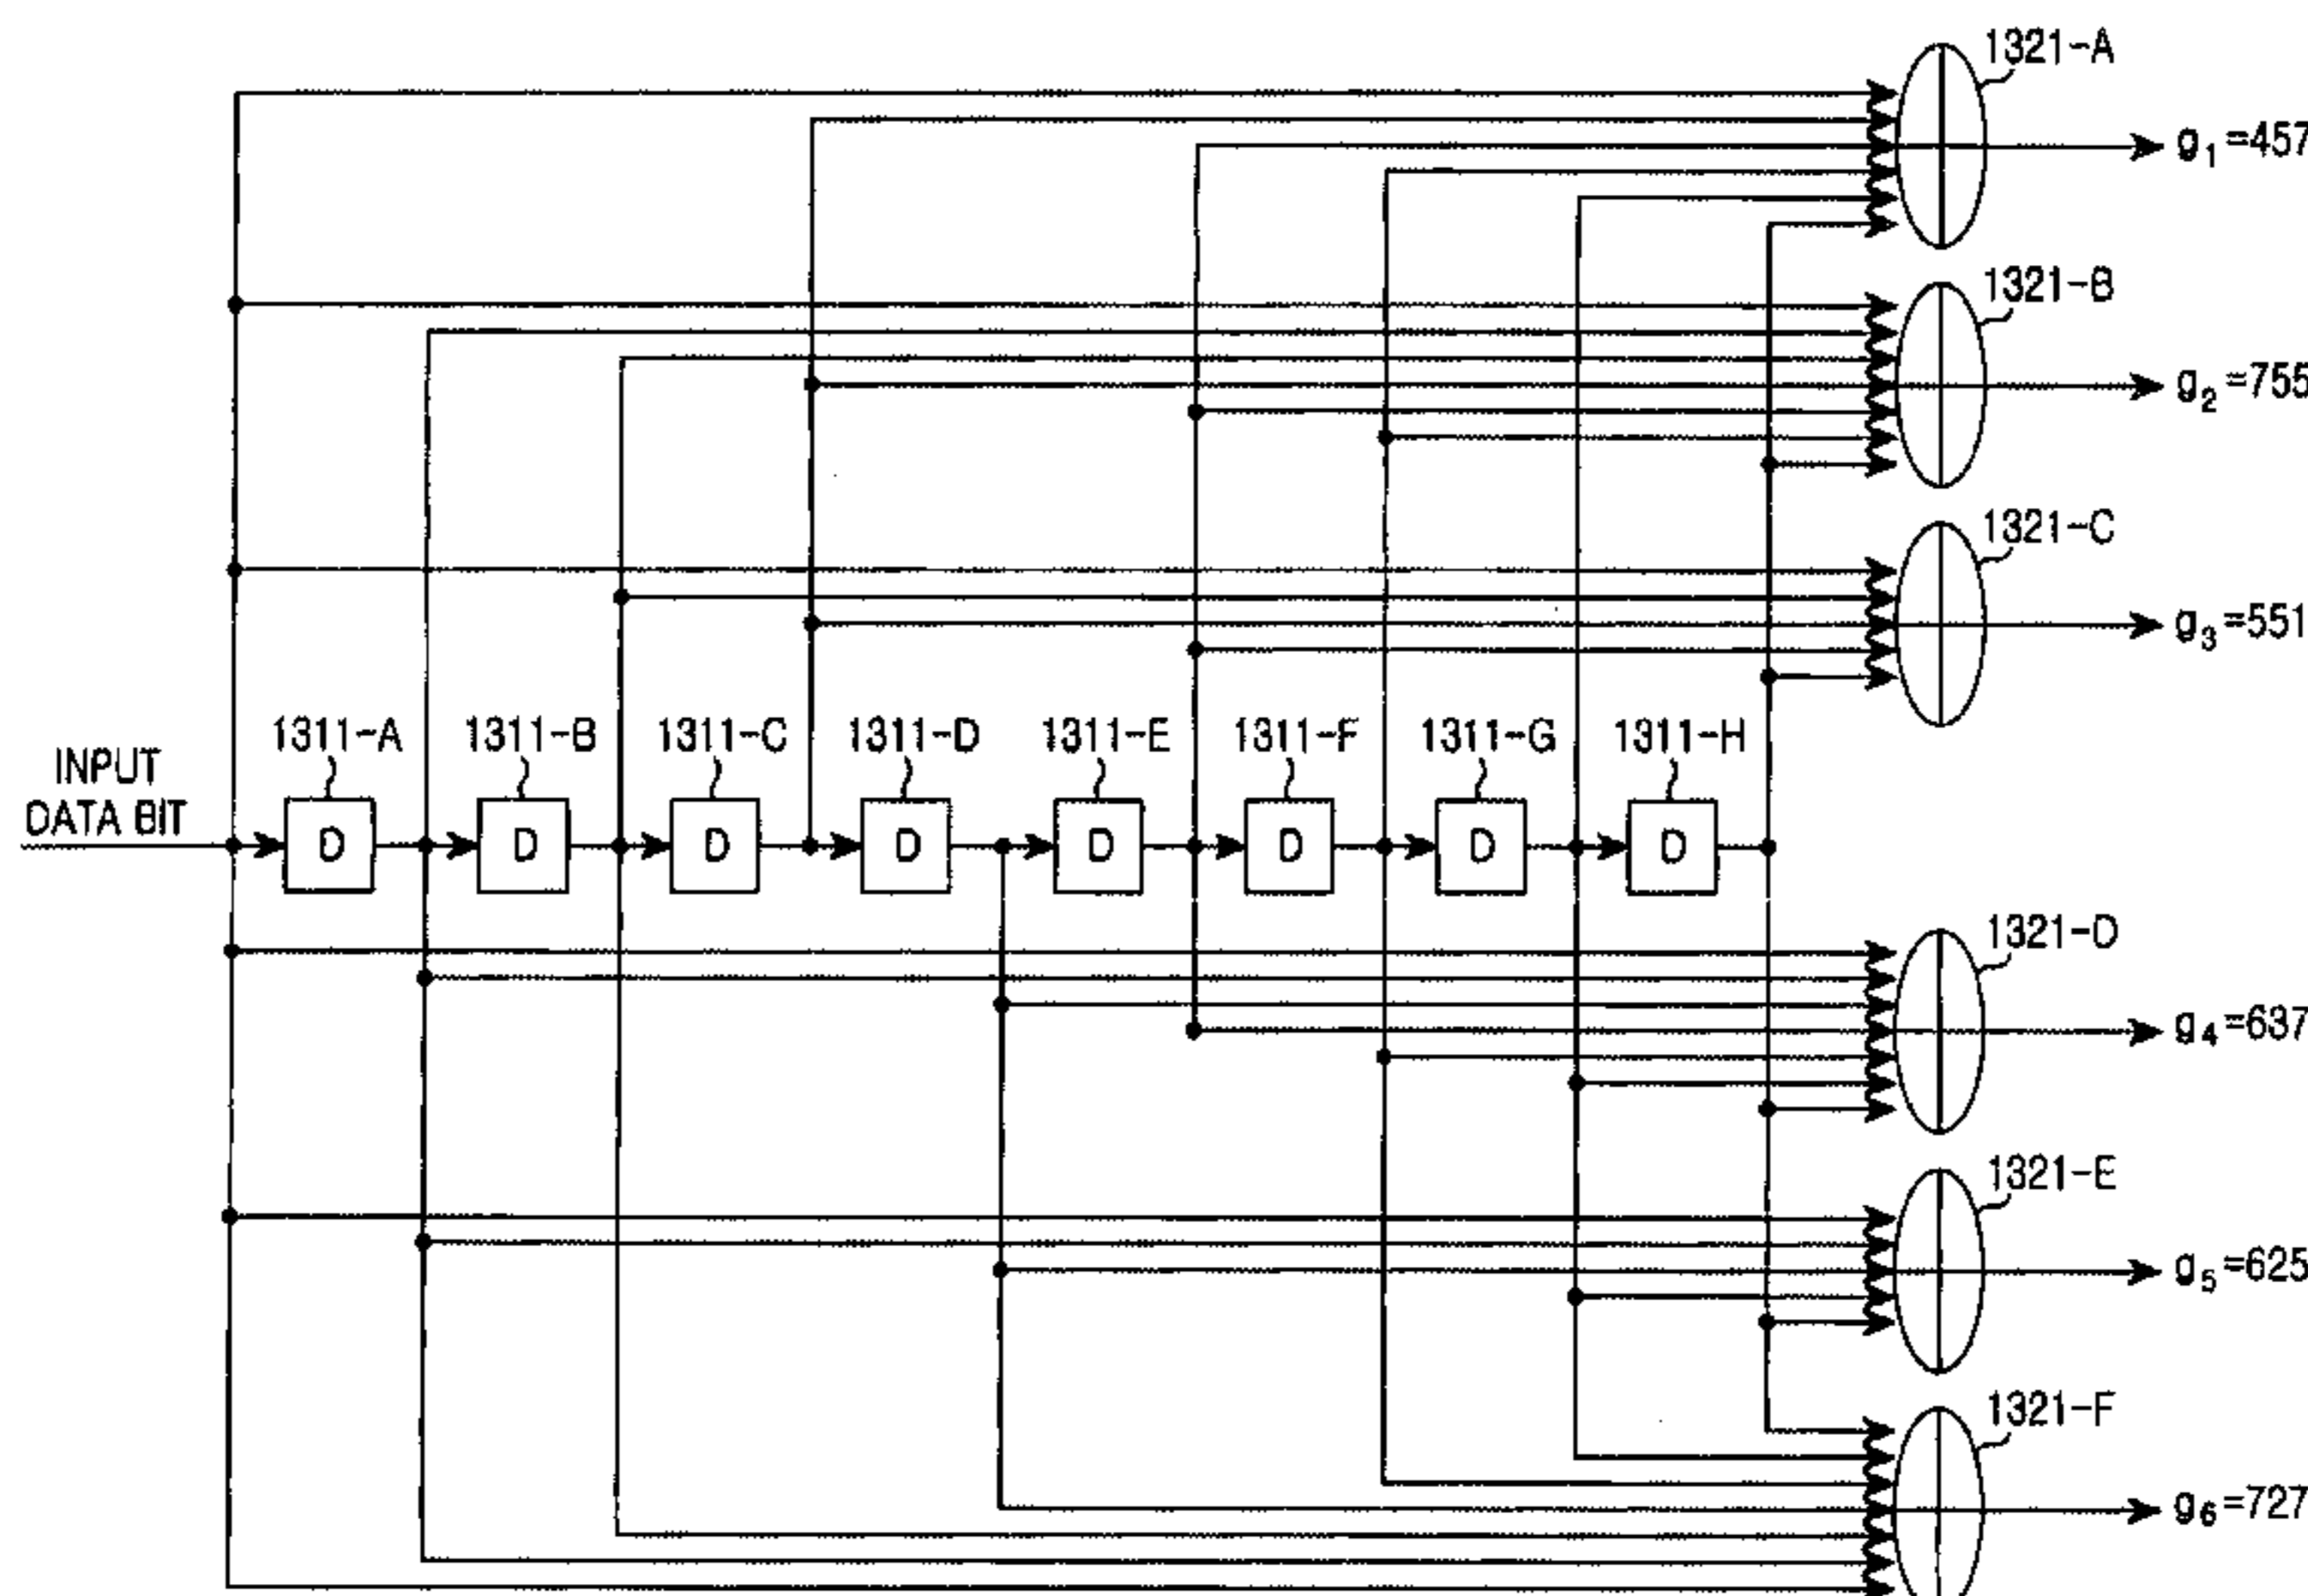 1321-A
g1=457
1321-B
g2=755
1321-C
g3=551
1311-A 1311-B 1311-C 1311-D 1311-E 1311-F 1311-G 1311-H
INPUT
DATA BIT
D D D D D D D D
1321-D
g4=637
1321-E
g5=625
1321-F
g6=727